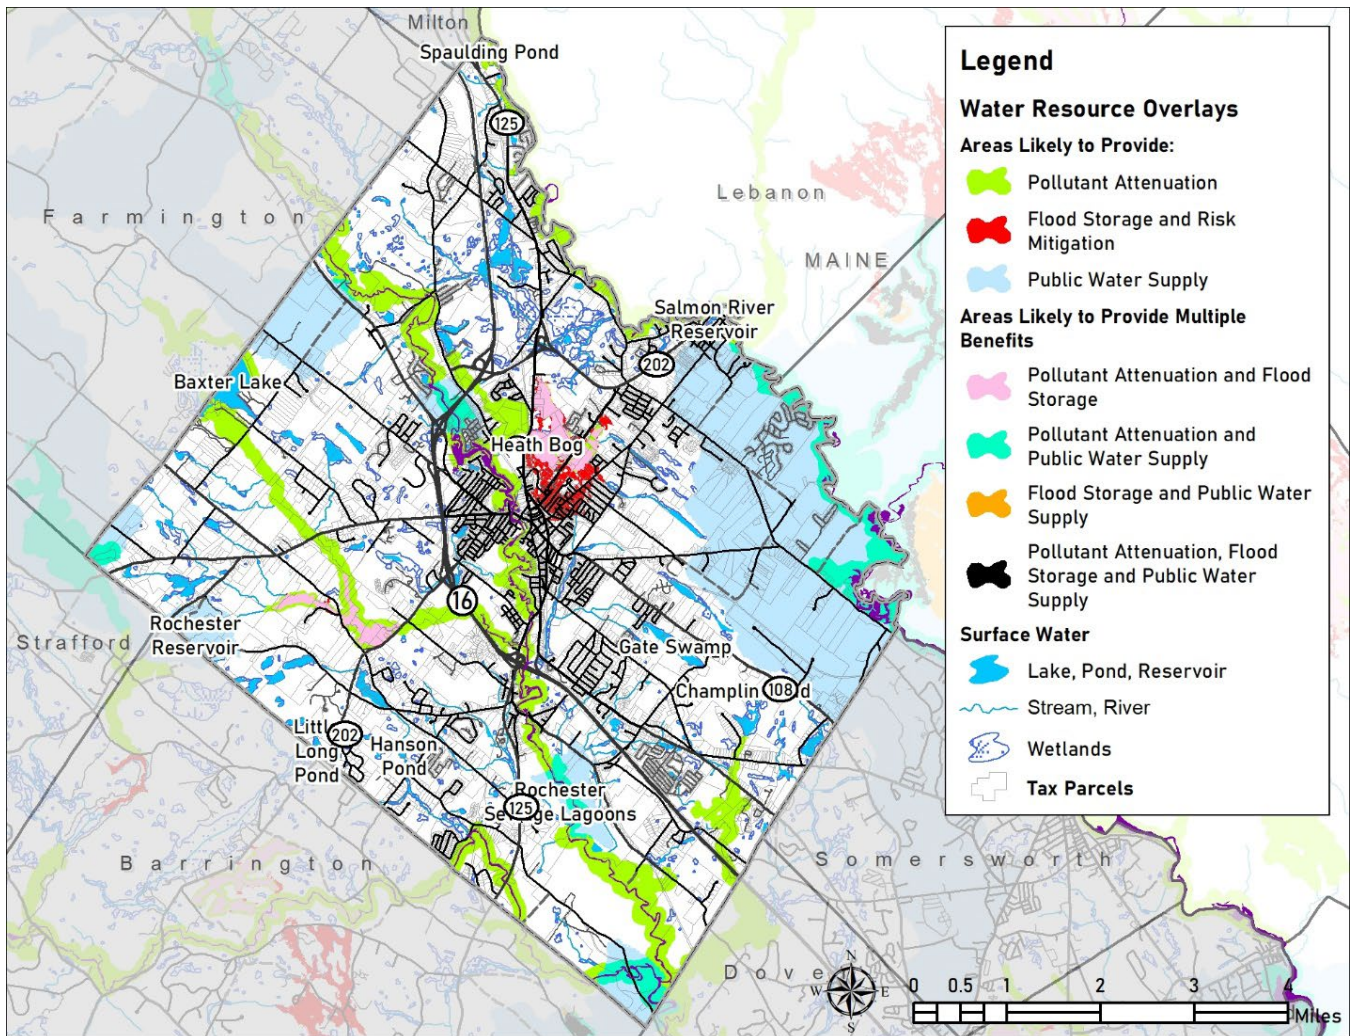 Milton
Spaulding Pond
125
Farmington
Lebanon
MAINE
Salmon River
Reservoir
202
Baxter Lake
Heath Bog
16
Strafford
Rochester
Reservoir
Gate Swamp
Champlin 108 d
Littl
Long
Pond
202
Hanson
Pond
Rochester
125
Se age Lagoons
Barrington
Somersworth
Dove
Legend
Water Resource Overlays
Areas Likely to Provide:
Pollutant Attenuation
Flood Storage and Risk
Mitigation
Public Water Supply
Areas Likely to Provide Multiple
Benefits
Pollutant Attenuation and Flood
Storage
Pollutant Attenuation and
Public Water Supply
Flood Storage and Public Water
Supply
Pollutant Attenuation, Flood
Storage and Public Water
Supply
Surface Water
Lake, Pond, Reservoir
Stream, River
Wetlands
Tax Parcels
N
W E
S
0 0.5 1 2 3 4
Miles